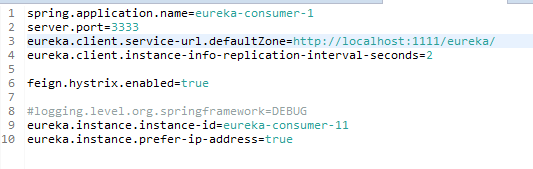 1 spring.application.name=eureka-consumer-1
2 server.port=3333
3 eureka.client.service-url.defaultZone=http://localhost:1111/eureka/
4 eureka.client.instance-info-replication-interval-seconds=2
5
6 feign.hystrix.enabled=true
7
8 #logging.level.org.springframework=DEBUG
9 eureka.instance.instance-id=eureka-consumer-11
10 eureka.instance.prefer-ip-address=true